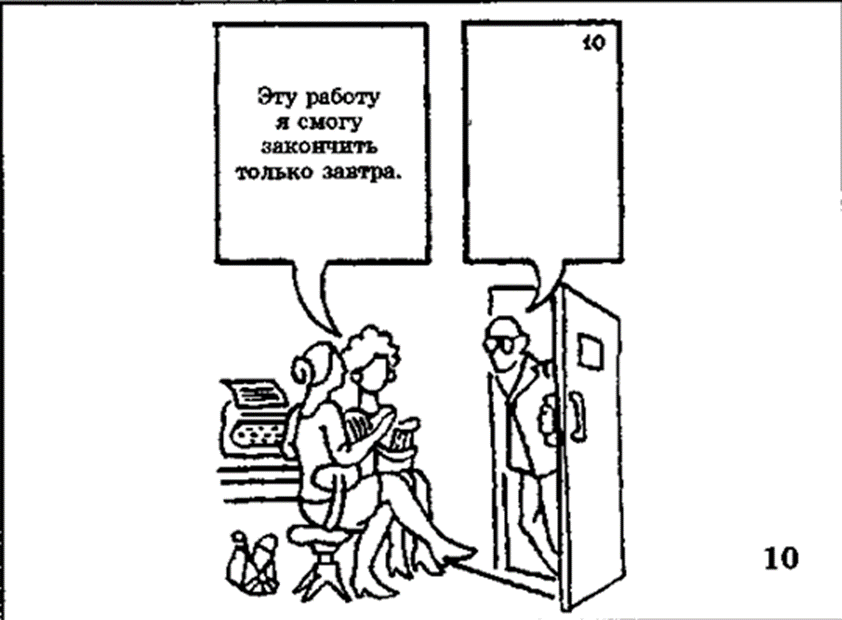 Эту работу
я смогу
закончить
только завтра.
10
10